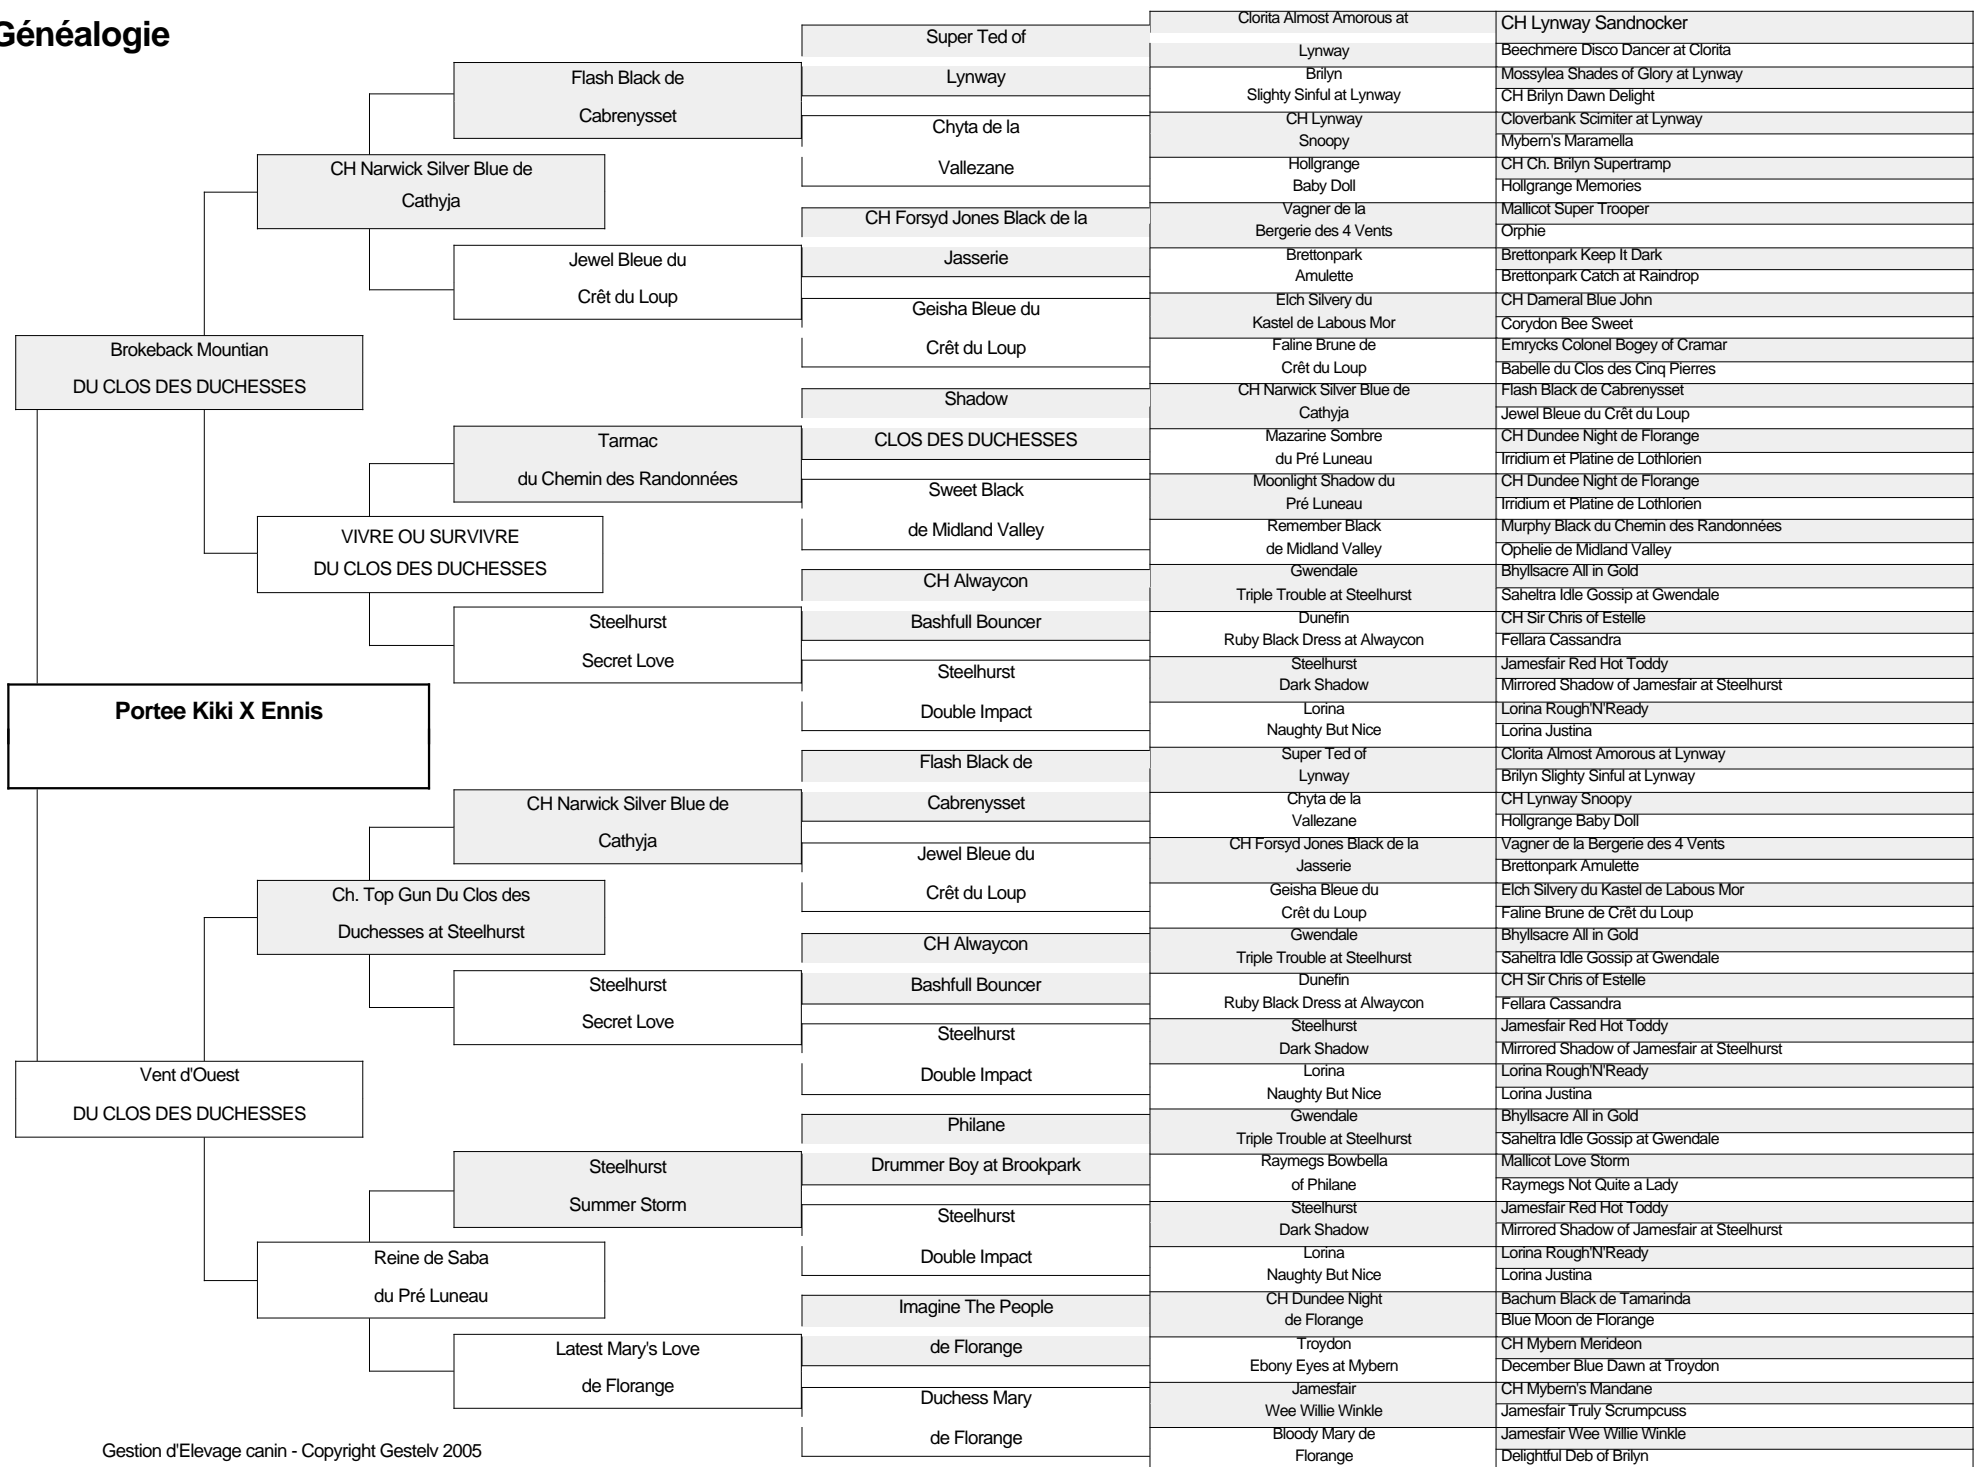 Généalogie
Portee Kiki X Ennis
Brokeback Mountian
DU CLOS DES DUCHESSES
Vent d'Ouest
DU CLOS DES DUCHESSES
CH Narwick Silver Blue de
Cathyja
VIVRE OU SURVIVRE
DU CLOS DES DUCHESSES
Ch. Top Gun Du Clos des
Duchesses at Steelhurst
Reine de Saba
du Pré Luneau
Flash Black de
Cabrenysset
Jewel Bleue du
Crêt du Loup
Tarmac
du Chemin des Randonnées
Steelhurst
Secret Love
CH Narwick Silver Blue de
Cathyja
Steelhurst
Secret Love
Steelhurst
Summer Storm
Latest Mary's Love
de Florange
Super Ted of
Lynway
Chyta de la
Vallezane
CH Forsyd Jones Black de la
Jasserie
Geisha Bleue du
Crêt du Loup
Shadow
CLOS DES DUCHESSES
Sweet Black
de Midland Valley
CH Alwaycon
Bashfull Bouncer
Steelhurst
Double Impact
Flash Black de
Cabrenysset
Jewel Bleue du
Crêt du Loup
CH Alwaycon
Bashfull Bouncer
Steelhurst
Double Impact
Philane
Drummer Boy at Brookpark
Steelhurst
Double Impact
Imagine The People
de Florange
Duchess Mary
de Florange
Clorita Almost Amorous at
Lynway
Brilyn
Slighty Sinful at Lynway
CH Lynway
Snoopy
Hollgrange
Baby Doll
Vagner de la
Bergerie des 4 Vents
Brettonpark
Amulette
Elch Silvery du
Kastel de Labous Mor
Faline Brune de
Crêt du Loup
CH Narwick Silver Blue de
Cathyja
Mazarine Sombre
du Pré Luneau
Moonlight Shadow du
Pré Luneau
Remember Black
de Midland Valley
Gwendale
Triple Trouble at Steelhurst
Dunefin
Ruby Black Dress at Alwaycon
Steelhurst
Dark Shadow
Lorina
Naughty But Nice
Super Ted of
Lynway
Chyta de la
Vallezane
CH Forsyd Jones Black de la
Jasserie
Geisha Bleue du
Crêt du Loup
Gwendale
Triple Trouble at Steelhurst
Dunefin
Ruby Black Dress at Alwaycon
Steelhurst
Dark Shadow
Lorina
Naughty But Nice
Gwendale
Triple Trouble at Steelhurst
Raymegs Bowbella
of Philane
Steelhurst
Dark Shadow
Lorina
Naughty But Nice
CH Dundee Night
de Florange
Troydon
Ebony Eyes at Mybern
Jamesfair
Wee Willie Winkle
Bloody Mary de
Florange
CH Lynway Sandnocker
Beechmere Disco Dancer at Clorita
Mossylea Shades of Glory at Lynway
CH Brilyn Dawn Delight
Cloverbank Scimiter at Lynway
Mybern's Maramella
CH Ch. Brilyn Supertramp
Hollgrange Memories
Mallicot Super Trooper
Orphie
Brettonpark Keep It Dark
Brettonpark Catch at Raindrop
CH Dameral Blue John
Corydon Bee Sweet
Emrycks Colonel Bogey of Cramar
Babelle du Clos des Cinq Pierres
Flash Black de Cabrenysset
Jewel Bleue du Crêt du Loup
CH Dundee Night de Florange
Irridium et Platine de Lothlorien
CH Dundee Night de Florange
Irridium et Platine de Lothlorien
Murphy Black du Chemin des Randonnées
Ophelie de Midland Valley
Bhyllsacre All in Gold
Saheltra Idle Gossip at Gwendale
CH Sir Chris of Estelle
Fellara Cassandra
Jamesfair Red Hot Toddy
Mirrored Shadow of Jamesfair at Steelhurst
Lorina Rough'N'Ready
Lorina Justina
Clorita Almost Amorous at Lynway
Brilyn Slighty Sinful at Lynway
CH Lynway Snoopy
Hollgrange Baby Doll
Vagner de la Bergerie des 4 Vents
Brettonpark Amulette
Elch Silvery du Kastel de Labous Mor
Faline Brune de Crêt du Loup
Bhyllsacre All in Gold
Saheltra Idle Gossip at Gwendale
CH Sir Chris of Estelle
Fellara Cassandra
Jamesfair Red Hot Toddy
Mirrored Shadow of Jamesfair at Steelhurst
Lorina Rough'N'Ready
Lorina Justina
Bhyllsacre All in Gold
Saheltra Idle Gossip at Gwendale
Mallicot Love Storm
Raymegs Not Quite a Lady
Jamesfair Red Hot Toddy
Mirrored Shadow of Jamesfair at Steelhurst
Lorina Rough'N'Ready
Lorina Justina
Bachum Black de Tamarinda
Blue Moon de Florange
CH Mybern Merideon
December Blue Dawn at Troydon
CH Mybern's Mandane
Jamesfair Truly Scrumpcuss
Jamesfair Wee Willie Winkle
Delightful Deb of Brilyn
Gestion d'Elevage canin - Copyright Gestelv 2005